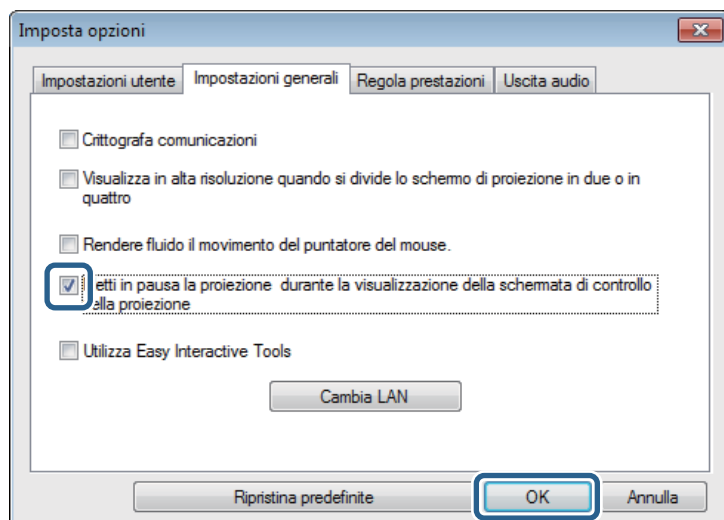 Imposta opzioni
Impostazioni utente Impostazioni generali Regola prestazioni Uscita audio
Crittografa comunicazioni
Visualizza in alta risoluzione quando si divide lo schermo di proiezione in due o in
quattro
Rendere fluido il movimento del puntatore del mouse.
etti in pausa la proiezione durante la visualizzazione della schermata di controllo
ella proiezione
Utilizza Easy Interactive Tools
Cambia LAN
Ripristina predefinite OK Annulla